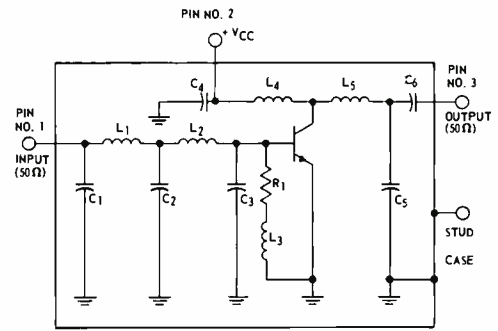 PIN NO. 2
+ VCC
C4
L4
L5
C6
PIN NO. 3
OUTPUT
(50Ω)
PIN
NO. 1
INPUT
(50Ω)
L1
L2
C1
C2
C3
R1
L3
C5
STUD
CASE